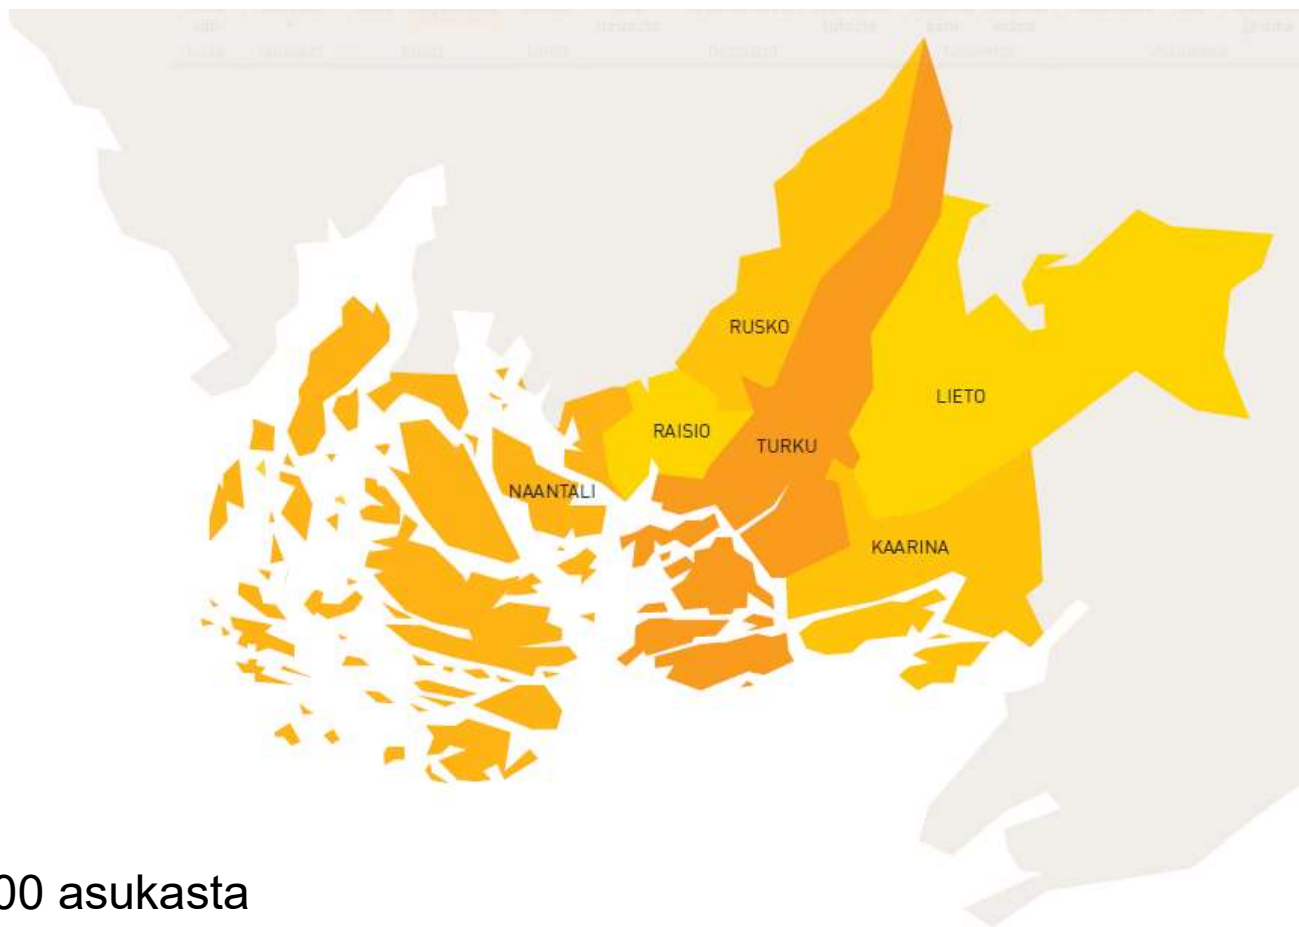 RUSKO
LIETO
RAISIO
TURKU
NAANTALI
KAARINA
00 asukasta